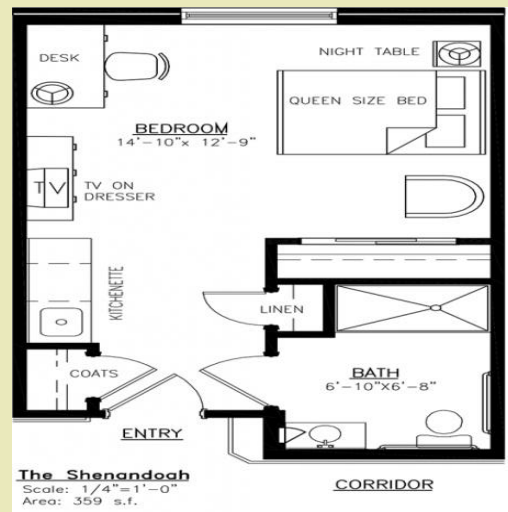 DESK
NIGHT TABLE
QUEEN SIZE BED
BEDROOM
14'-10"x 12'-9"
TV
TV ON
DRESSER
KITCHENETTE
LINEN
COATS
BATH
6'-10"X6'-8"
ENTRY
The Shenandoah
Scale: 1/4"=1'-0"
Area: 359 s.f.
CORRIDOR